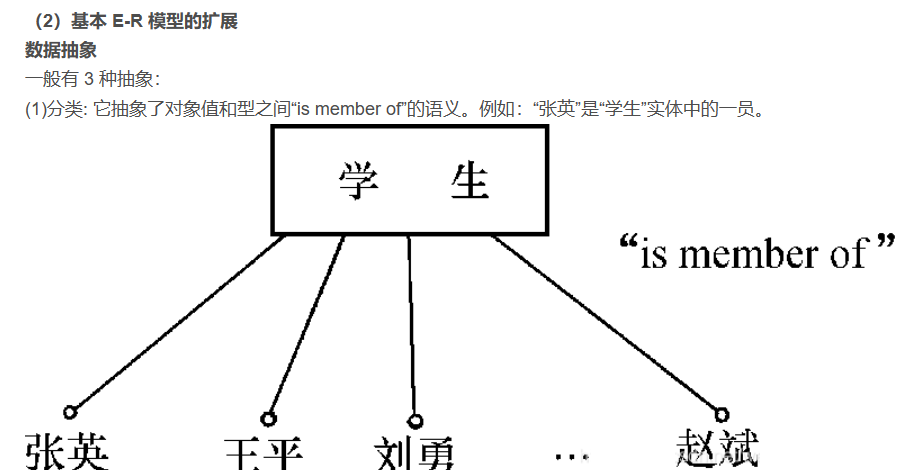 （2）基本 E-R 模型的扩展
数据抽象
一般有 3 种抽象：
(1)分类: 它抽象了对象值和型之间“is member of”的语义。例如：“张英”是“学生”实体中的一员。
学 生
“is member of”
张英 王平 刘勇 … 赵斌